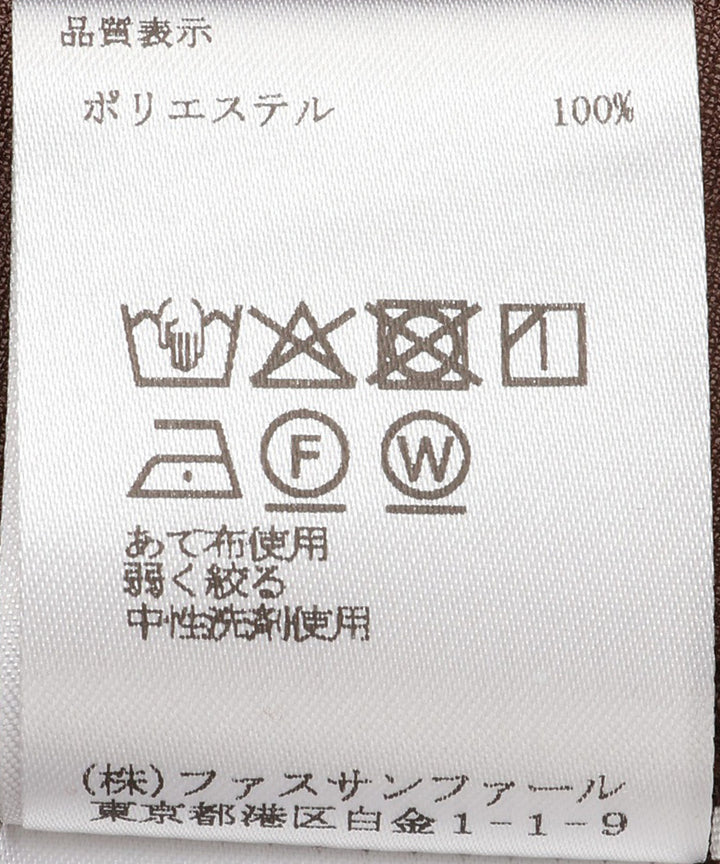 品質表示
ポリエステル 100%
F W
あて布使用
弱く絞る
中性洗剤使用
(株)ファスサンファール
東京都港区白金1-1-9